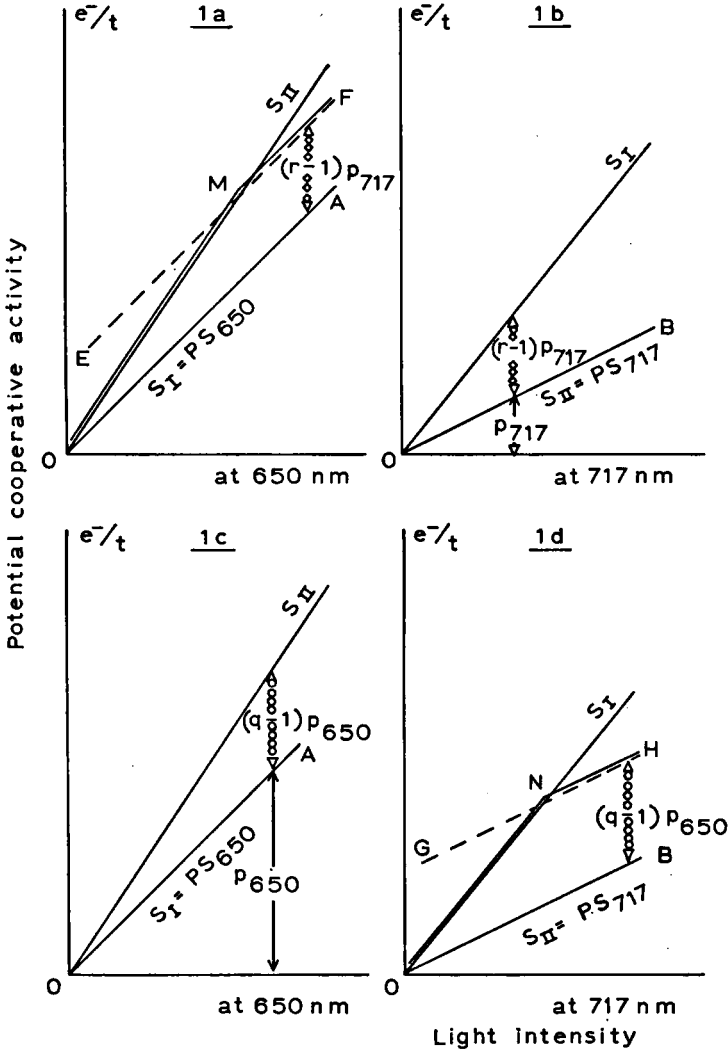 Potential cooperative activity
e⁻/t
1a
SII
F
M
(r-1)p717
A
E
SI = PS650
O
at 650 nm
e⁻/t
1b
SI
B
(r-1)p717
SII = PS717
p717
O
at 717 nm
e⁻/t
1c
SII
(q-1)p650
A
SI = PS650
p650
O
at 650 nm
e⁻/t
1d
SI
H
N
(q-1)p650
G
B
SII = P.S717
O
at 717 nm
Light intensity